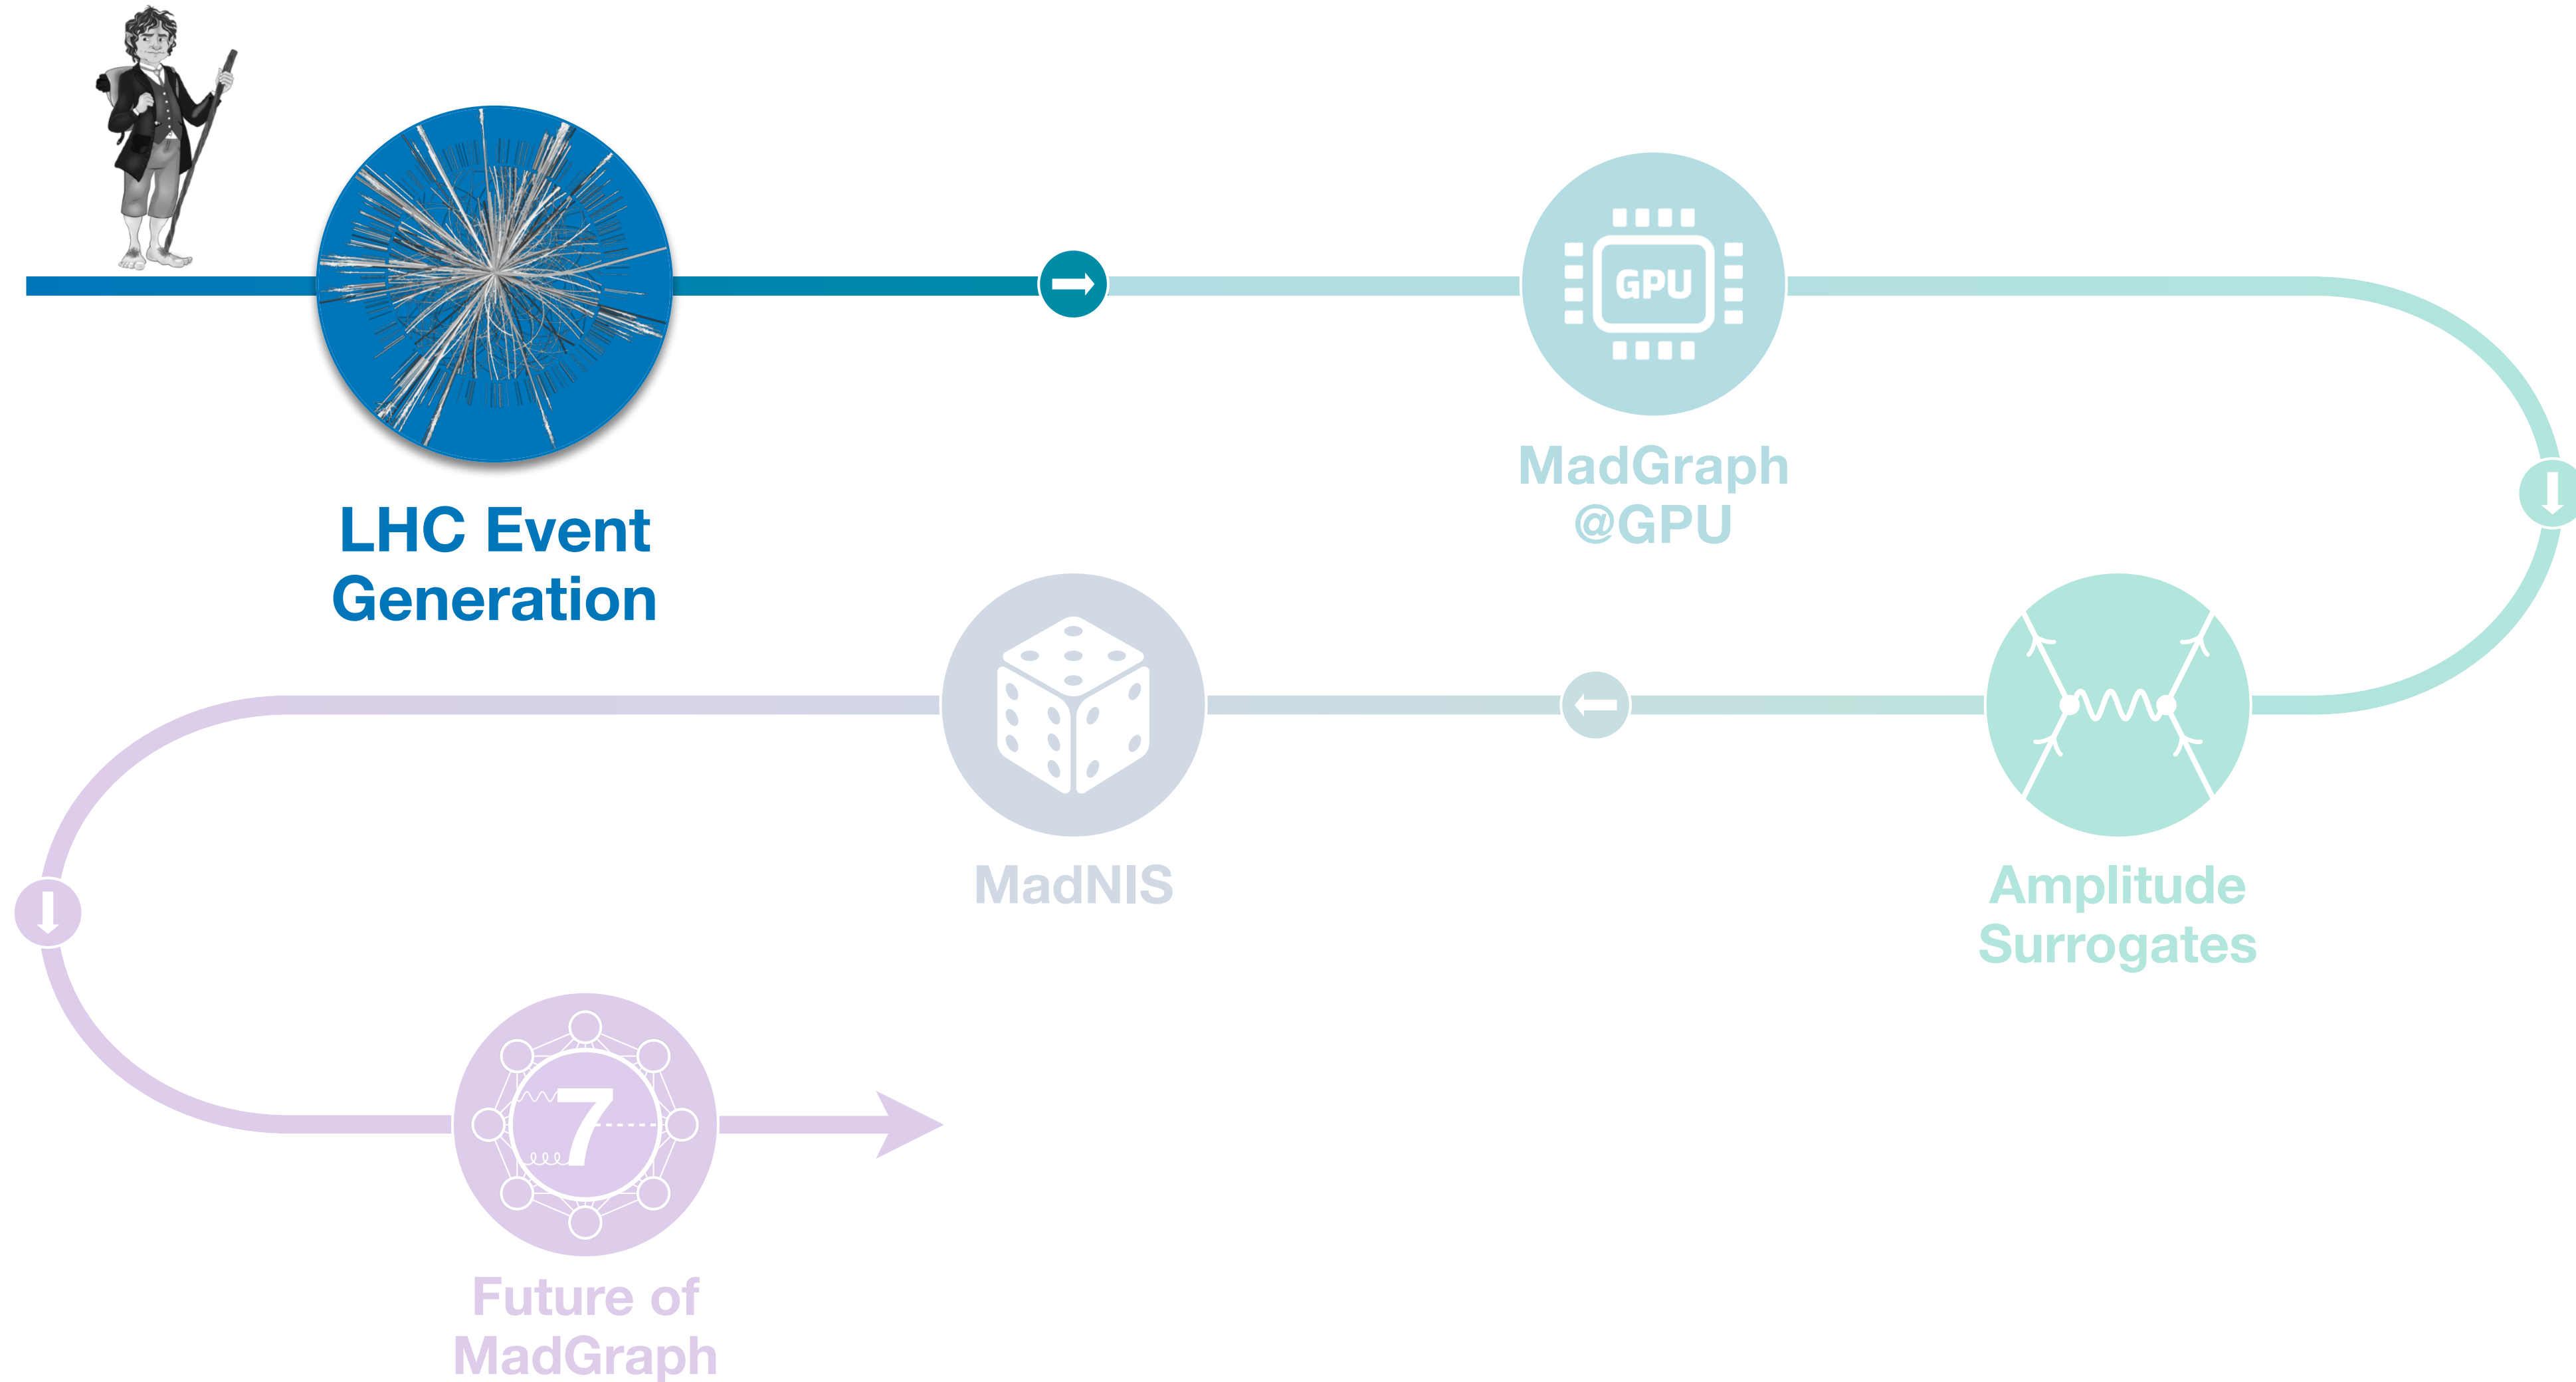 LHC Event
Generation
GPU
MadGraph
@GPU
Amplitude
Surrogates
MadNIS
7
Future of
MadGraph